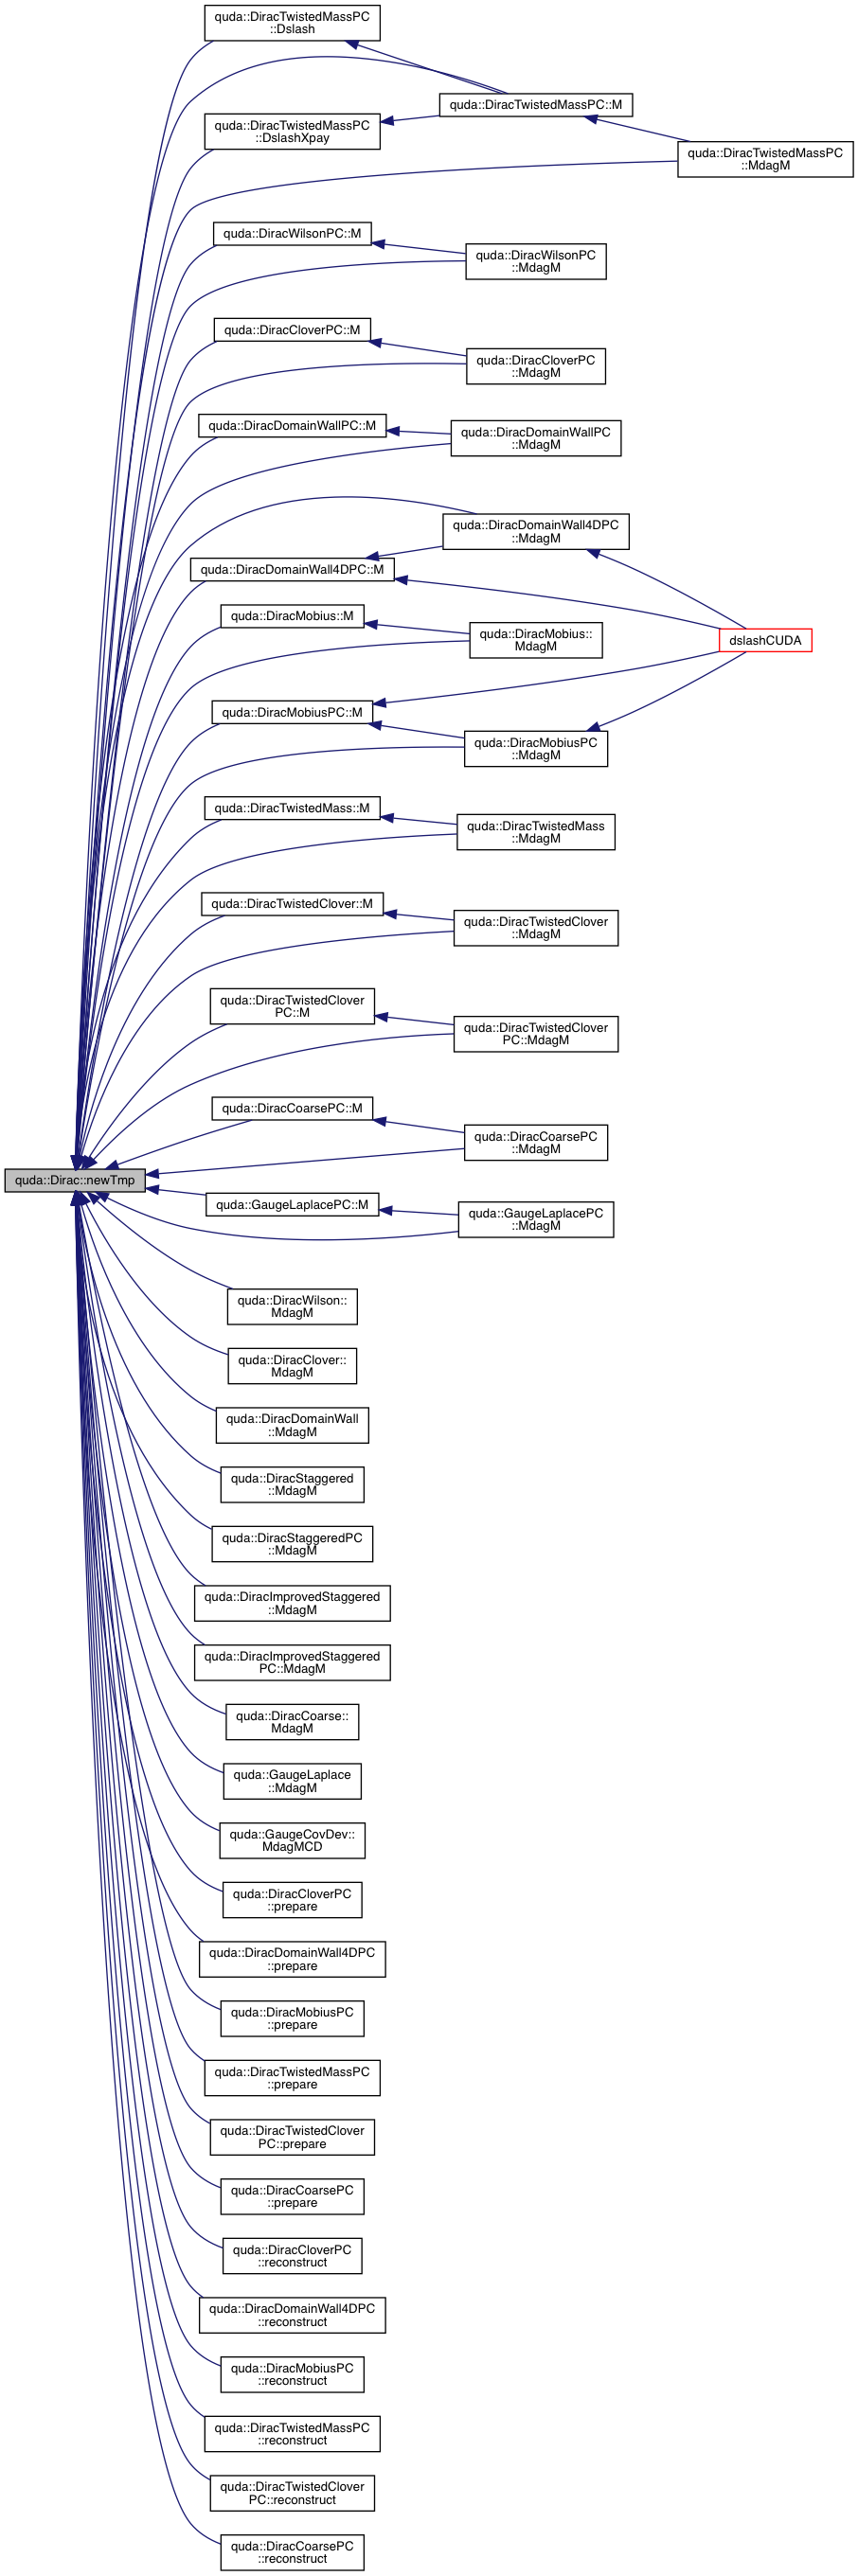 quda::DiracTwistedMassPC
::Dslash
quda::DiracTwistedMassPC::M
quda::DiracTwistedMassPC
::DslashXpay
quda::DiracTwistedMassPC
::MdagM
quda::DiracWilsonPC::M
quda::DiracWilsonPC
::MdagM
quda::DiracCloverPC::M
quda::DiracCloverPC
::MdagM
quda::DiracDomainWallPC::M
quda::DiracDomainWallPC
::MdagM
quda::DiracDomainWall4DPC
::MdagM
quda::DiracDomainWall4DPC::M
quda::DiracMobius::M
quda::DiracMobius::
MdagM
dslashCUDA
quda::DiracMobiusPC::M
quda::DiracMobiusPC
::MdagM
quda::DiracTwistedMass::M
quda::DiracTwistedMass
::MdagM
quda::DiracTwistedClover::M
quda::DiracTwistedClover
::MdagM
quda::DiracTwistedClover
PC::M
quda::DiracTwistedClover
PC::MdagM
quda::DiracCoarsePC::M
quda::DiracCoarsePC
::MdagM
quda::Dirac::newTmp
quda::GaugeLaplacePC::M
quda::GaugeLaplacePC
::MdagM
quda::DiracWilson::
MdagM
quda::DiracClover::
MdagM
quda::DiracDomainWall
::MdagM
quda::DiracStaggered
::MdagM
quda::DiracStaggeredPC
::MdagM
quda::DiracImprovedStaggered
::MdagM
quda::DiracImprovedStaggered
PC::MdagM
quda::DiracCoarse::
MdagM
quda::GaugeLaplace
::MdagM
quda::GaugeCovDev::
MdagMCD
quda::DiracCloverPC
::prepare
quda::DiracDomainWall4DPC
::prepare
quda::DiracMobiusPC
::prepare
quda::DiracTwistedMassPC
::prepare
quda::DiracTwistedClover
PC::prepare
quda::DiracCoarsePC
::prepare
quda::DiracCloverPC
::reconstruct
quda::DiracDomainWall4DPC
::reconstruct
quda::DiracMobiusPC
::reconstruct
quda::DiracTwistedMassPC
::reconstruct
quda::DiracTwistedClover
PC::reconstruct
quda::DiracCoarsePC
::reconstruct